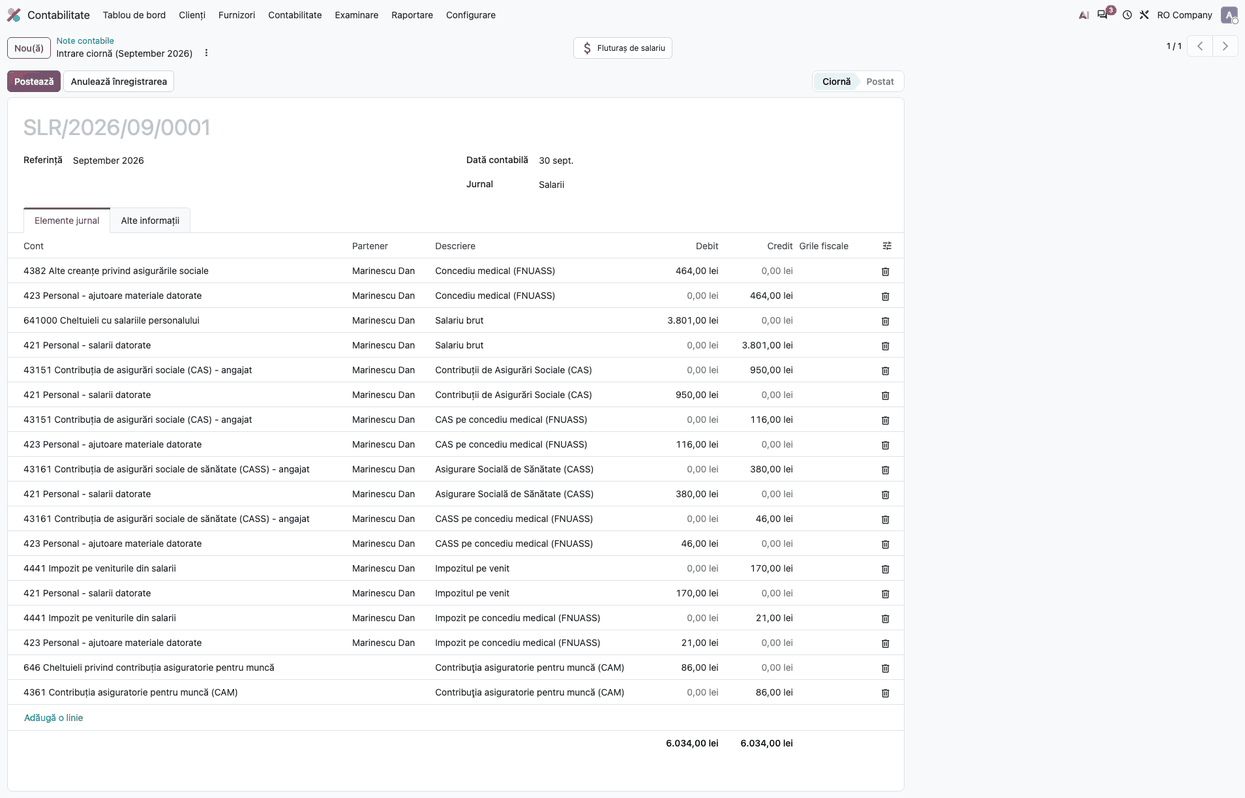 Contabilitate Tablou de bord Clienți Furnizori Contabilitate Examinare Raportare Configurare AI 3 RO Company A
Nou(ă) Note contabile
Intrare ciornă (September 2026) Fluturaș de salariu 1 / 1
Postează Anulează înregistrarea Ciornă Postat
SLR/2026/09/0001
Referință September 2026 Dată contabilă 30 sept.
Jurnal Salarii
Elemente jurnal Alte informații
Cont Partener Descriere Debit Credit Grile fiscale
4382 Alte creanțe privind asigurările sociale Marinescu Dan Concediu medical (FNUASS) 464,00 lei 0,00 lei
423 Personal - ajutoare materiale datorate Marinescu Dan Concediu medical (FNUASS) 0,00 lei 464,00 lei
641000 Cheltuieli cu salariile personalului Marinescu Dan Salariu brut 3.801,00 lei 0,00 lei
421 Personal - salarii datorate Marinescu Dan Salariu brut 0,00 lei 3.801,00 lei
43151 Contribuția de asigurări sociale (CAS) - angajat Marinescu Dan Contribuții de Asigurări Sociale (CAS) 0,00 lei 950,00 lei
421 Personal - salarii datorate Marinescu Dan Contribuții de Asigurări Sociale (CAS) 950,00 lei 0,00 lei
43151 Contribuția de asigurări sociale (CAS) - angajat Marinescu Dan CAS pe concediu medical (FNUASS) 0,00 lei 116,00 lei
423 Personal - ajutoare materiale datorate Marinescu Dan CAS pe concediu medical (FNUASS) 116,00 lei 0,00 lei
43161 Contribuția de asigurări sociale de sănătate (CASS) - angajat Marinescu Dan Asigurare Socială de Sănătate (CASS) 0,00 lei 380,00 lei
421 Personal - salarii datorate Marinescu Dan Asigurare Socială de Sănătate (CASS) 380,00 lei 0,00 lei
43161 Contribuția de asigurări sociale de sănătate (CASS) - angajat Marinescu Dan CASS pe concediu medical (FNUASS) 0,00 lei 46,00 lei
423 Personal - ajutoare materiale datorate Marinescu Dan CASS pe concediu medical (FNUASS) 46,00 lei 0,00 lei
4441 Impozit pe veniturile din salarii Marinescu Dan Impozitul pe venit 0,00 lei 170,00 lei
421 Personal - salarii datorate Marinescu Dan Impozitul pe venit 170,00 lei 0,00 lei
4441 Impozit pe veniturile din salarii Marinescu Dan Impozit pe concediu medical (FNUASS) 0,00 lei 21,00 lei
423 Personal - ajutoare materiale datorate Marinescu Dan Impozit pe concediu medical (FNUASS) 21,00 lei 0,00 lei
646 Cheltuieli privind contribuția asiguratorie pentru muncă Contribuţia asiguratorie pentru muncă (CAM) 86,00 lei 0,00 lei
4361 Contribuția asiguratorie pentru muncă (CAM) Contribuţia asiguratorie pentru muncă (CAM) 0,00 lei 86,00 lei
Adăugă o linie
6.034,00 lei 6.034,00 lei